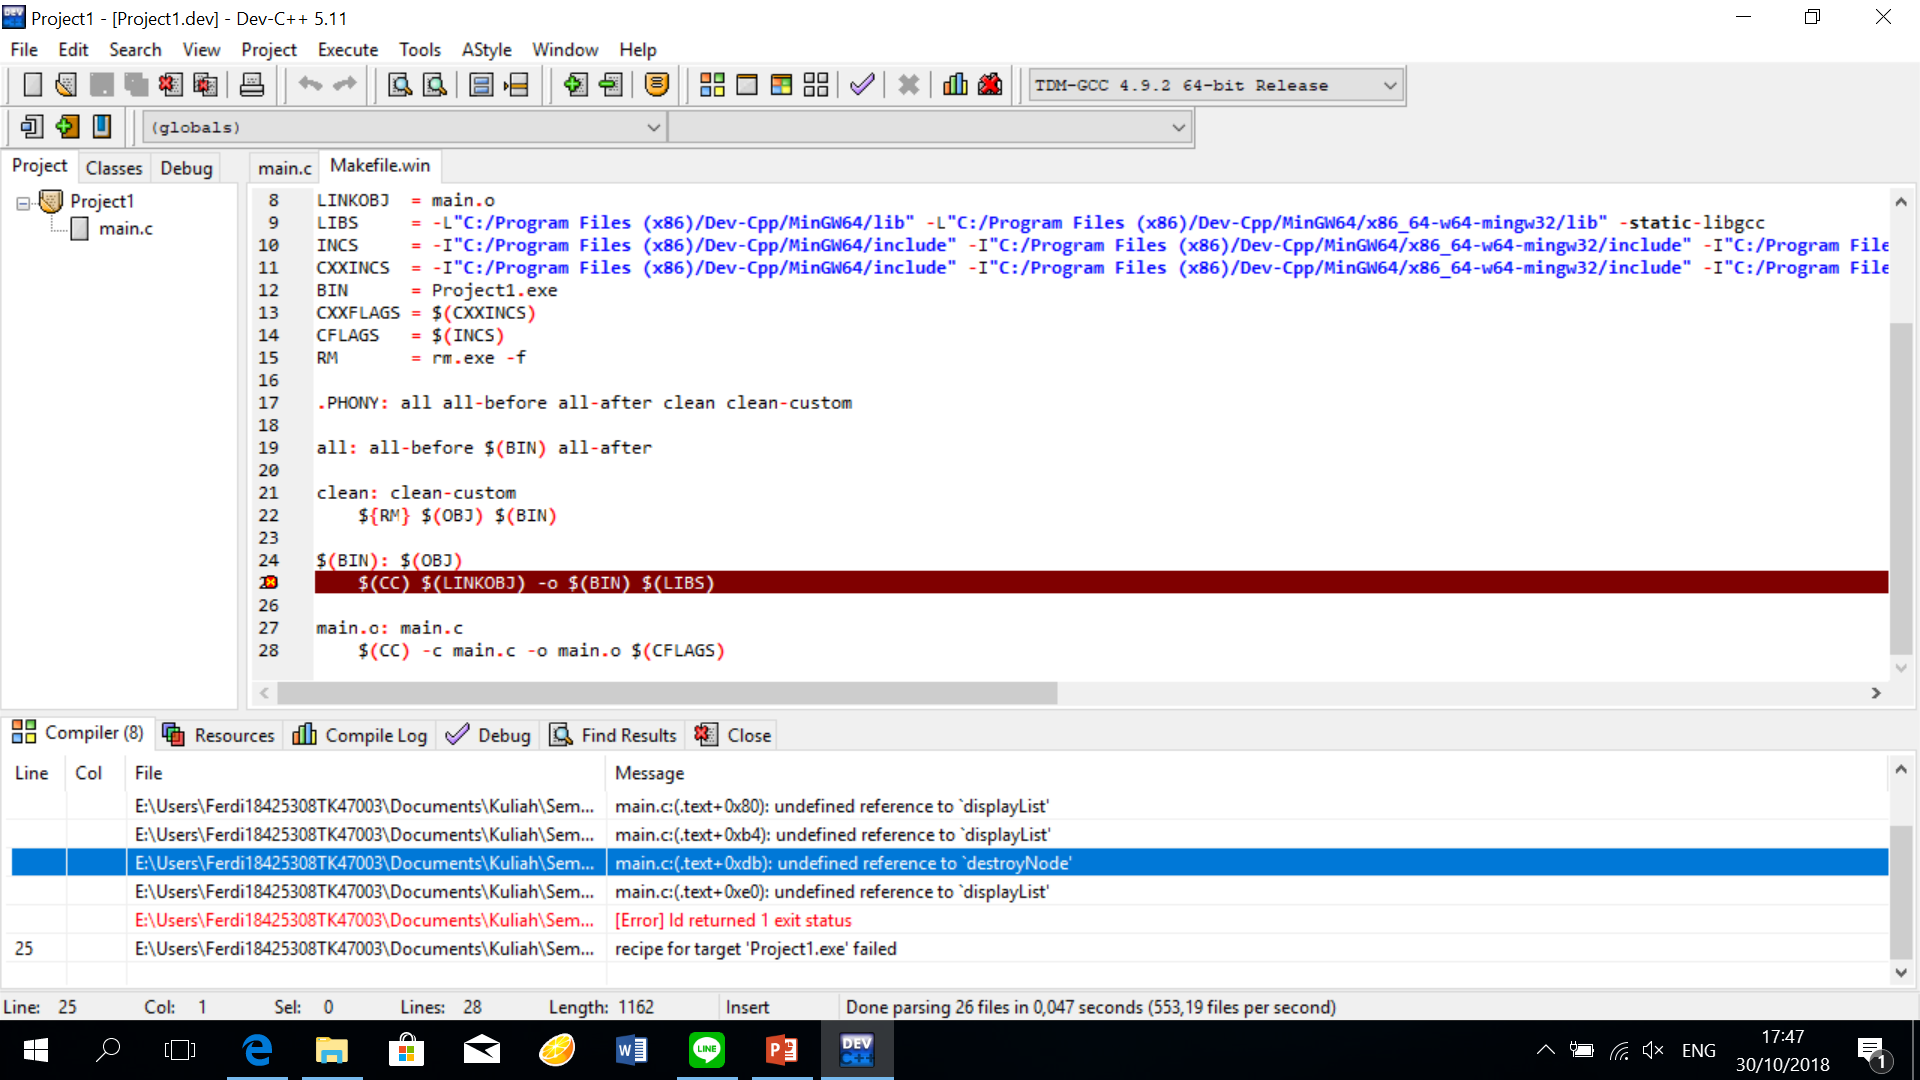 Project1 - [Project1.dev] - Dev-C++ 5.11
File Edit Search View Project Execute Tools AStyle Window Help
TDM-GCC 4.9.2 64-bit Release
(globals)
Project Classes Debug
main.c Makefile.win
Project1
main.c
8 LINKOBJ = main.o
9 LIBS = -L"C:/Program Files (x86)/Dev-Cpp/MinGW64/lib" -L"C:/Program Files (x86)/Dev-Cpp/MinGW64/x86_64-w64-mingw32/lib" -static-libgcc
10 INCS = -I"C:/Program Files (x86)/Dev-Cpp/MinGW64/include" -I"C:/Program Files (x86)/Dev-Cpp/MinGW64/x86_64-w64-mingw32/include" -I"C:/Program File
11 CXXINCS = -I"C:/Program Files (x86)/Dev-Cpp/MinGW64/include" -I"C:/Program Files (x86)/Dev-Cpp/MinGW64/x86_64-w64-mingw32/include" -I"C:/Program File
12 BIN = Project1.exe
13 CXXFLAGS = $(CXXINCS)
14 CFLAGS = $(INCS)
15 RM = rm.exe -f
16
17 .PHONY: all all-before all-after clean clean-custom
18
19 all: all-before $(BIN) all-after
20
21 clean: clean-custom
22 ${RM} $(OBJ) $(BIN)
23
24 $(BIN): $(OBJ)
$(CC) $(LINKOBJ) -o $(BIN) $(LIBS)
26
27 main.o: main.c
28 $(CC) -c main.c -o main.o $(CFLAGS)
Compiler (8) Resources Compile Log Debug Find Results Close
Line Col File Message
E:\Users\Ferdi18425308TK47003\Documents\Kuliah\Sem... main.c:(.text+0x80): undefined reference to `displayList'
E:\Users\Ferdi18425308TK47003\Documents\Kuliah\Sem... main.c:(.text+0xb4): undefined reference to `displayList'
E:\Users\Ferdi18425308TK47003\Documents\Kuliah\Sem... main.c:(.text+0xdb): undefined reference to `destroyNode'
E:\Users\Ferdi18425308TK47003\Documents\Kuliah\Sem... main.c:(.text+0xe0): undefined reference to `displayList'
E:\Users\Ferdi18425308TK47003\Documents\Kuliah\Sem... [Error] ld returned 1 exit status
25 E:\Users\Ferdi18425308TK47003\Documents\Kuliah\Sem... recipe for target 'Project1.exe' failed
Line: 25 Col: 1 Sel: 0 Lines: 28 Length: 1162 Insert Done parsing 26 files in 0,047 seconds (553,19 files per second)
LINE
DEV C++
ENG
17:47
30/10/2018
1